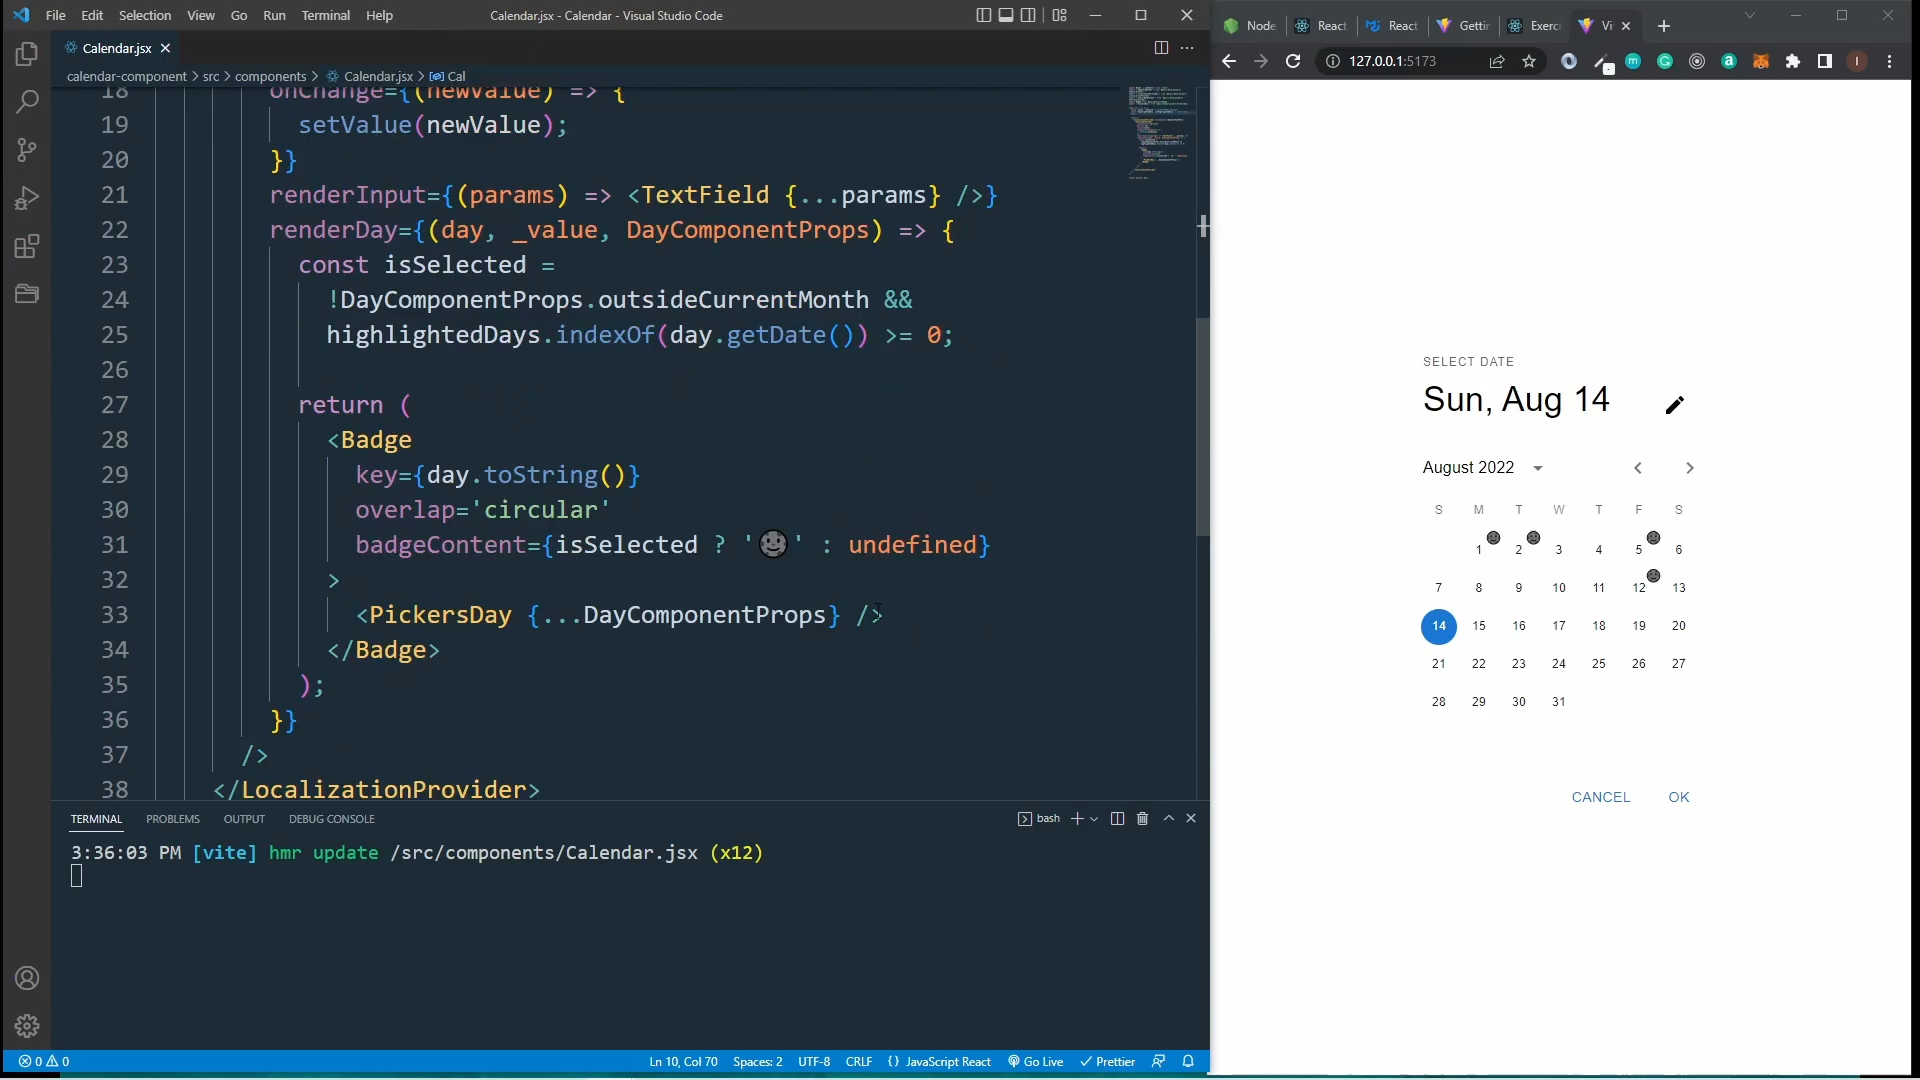 File Edit Selection View Go Run Terminal Help
Calendar.jsx - Calendar - Visual Studio Code
Calendar.jsx
calendar-component > src > components > Calendar.jsx > Cal
18 onChange={(newValue) => {
19 setValue(newValue);
20 }}
21 renderInput={(params) => <TextField {...params} />}
22 renderDay={(day, _value, DayComponentProps) => {
23 const isSelected =
24 !DayComponentProps.outsideCurrentMonth &&
25 highlightedDays.indexOf(day.getDate()) >= 0;
26
27 return (
28 <Badge
29 key={day.toString()}
30 overlap='circular'
31 badgeContent={isSelected ? '🌚' : undefined}
32 >
33 <PickersDay {...DayComponentProps} />
34 </Badge>
35 );
36 }}
37 />
38 </LocalizationProvider>
TERMINAL PROBLEMS OUTPUT DEBUG CONSOLE
bash
3:36:03 PM [vite] hmr update /src/components/Calendar.jsx (x12)
0 0
Ln 10, Col 70 Spaces: 2 UTF-8 CRLF {} JavaScript React Go Live Prettier
Node React React Gettin Exerci Vi
127.0.0.1:5173
SELECT DATE
Sun, Aug 14
August 2022
S M T W T F S
1 2 3 4 5 6
7 8 9 10 11 12 13
14 15 16 17 18 19 20
21 22 23 24 25 26 27
28 29 30 31
CANCEL OK